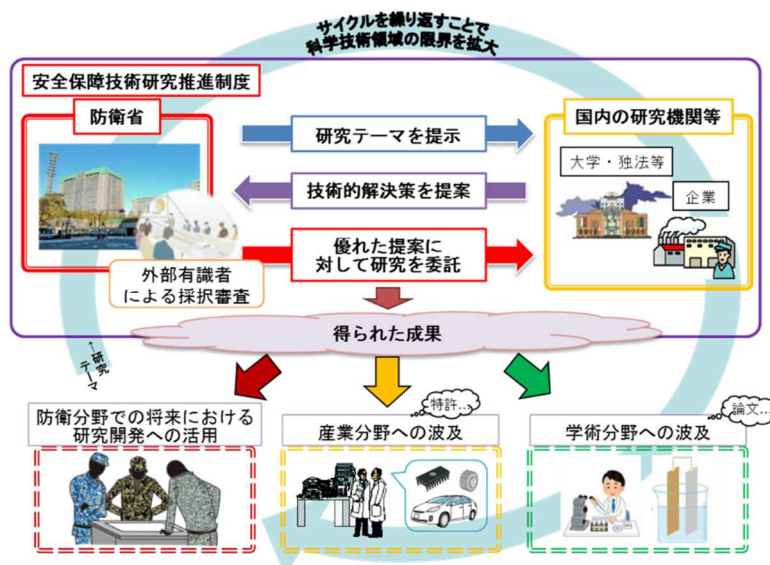 サイクルを繰り返すことで
科学技術領域の限界を拡大
安全保障技術研究推進制度
防衛省
国内の研究機関等
研究テーマを提示
大学・独法等
技術的解決策を提案
企業
優れた提案に
対して研究を委託
外部有識者
による採択審査
得られた成果
←研究
テーマ
特許…
論文…
防衛分野での将来における
研究開発への活用
産業分野への波及
学術分野への波及